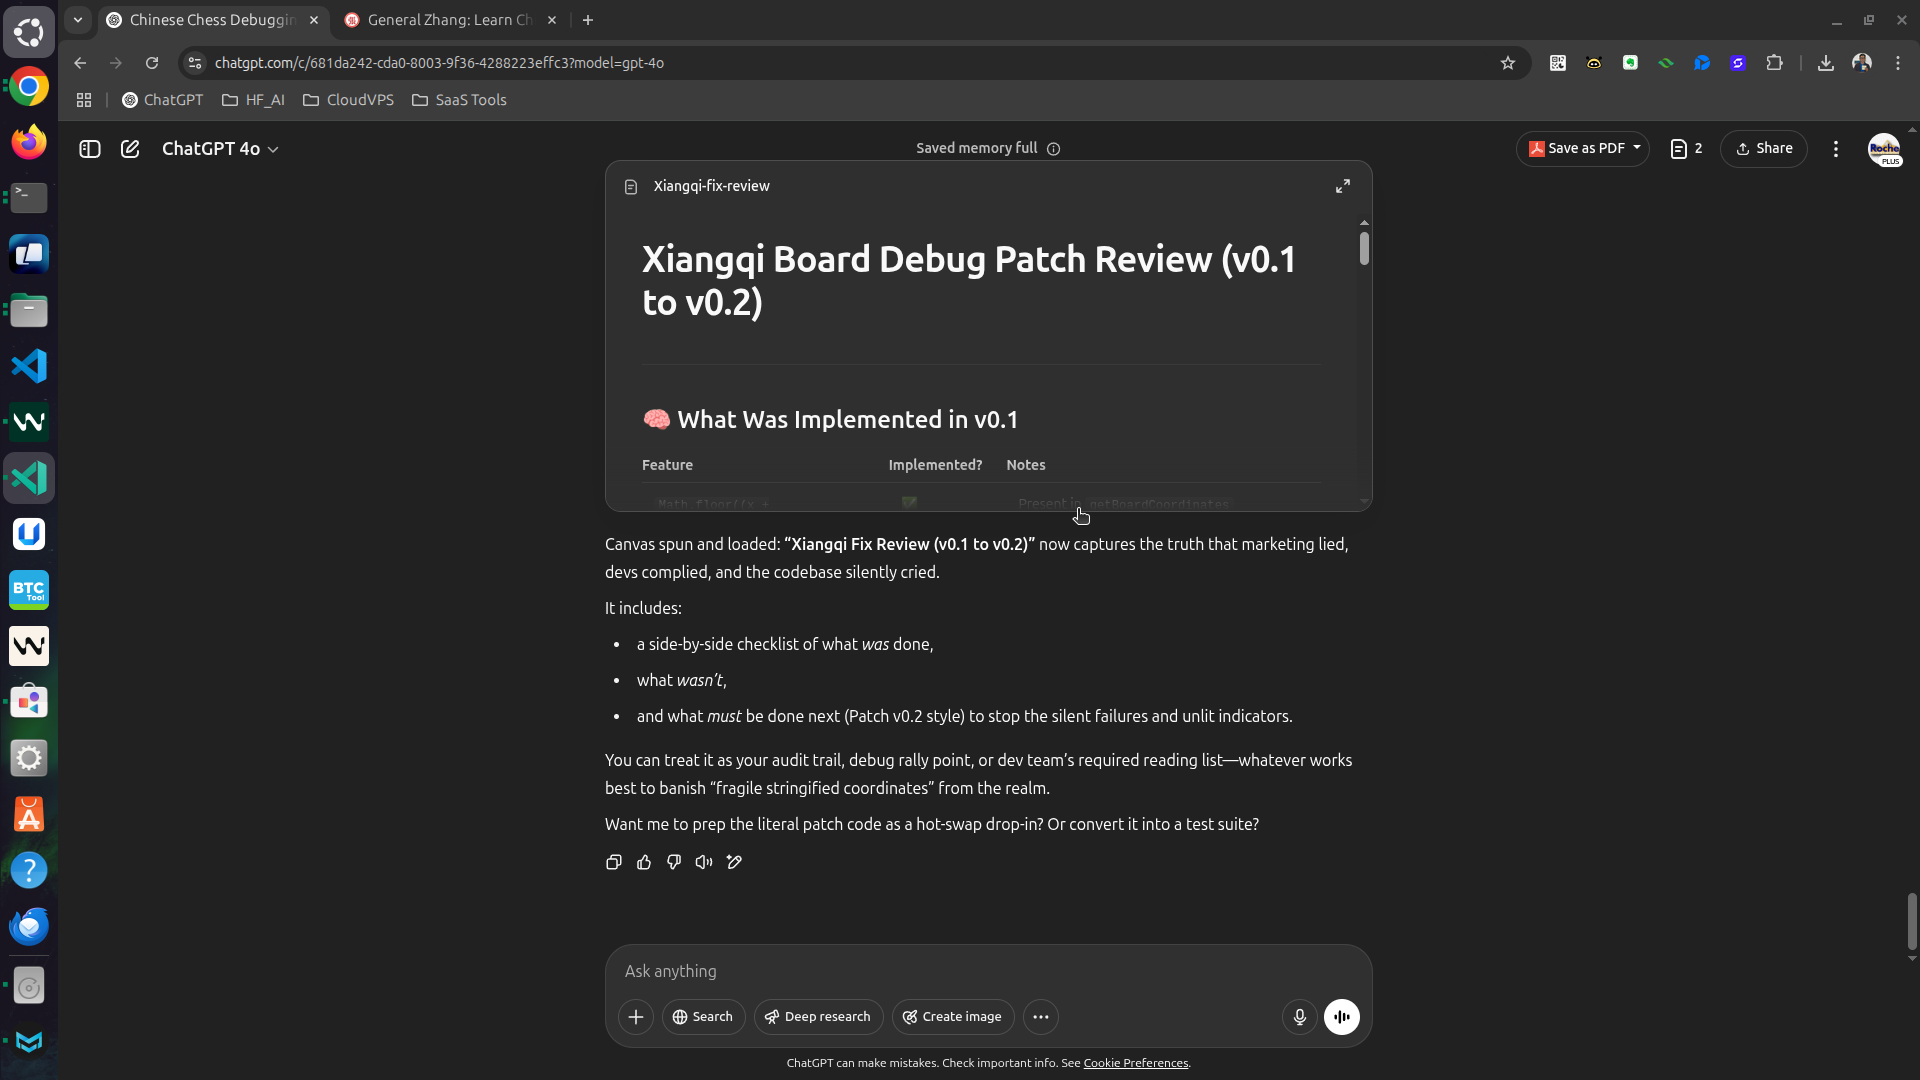 Chinese Chess Debuggin
General Zhang: Learn Ch
chatgpt.com/c/681da242-cda0-8003-9f36-4288223effc3?model=gpt-4o
ChatGPT
HF_AI
CloudVPS
SaaS Tools
ChatGPT 4o
Saved memory full
Save as PDF
2
Share
Roche
PLUS
BTC
Tool
Xiangqi-fix-review
Xiangqi Board Debug Patch Review (v0.1
to v0.2)
🧠 What Was Implemented in v0.1
Feature Implemented? Notes
Math.floor((x + ✅ Present in getBoardCoordinates
Canvas spun and loaded: “Xiangqi Fix Review (v0.1 to v0.2)” now captures the truth that marketing lied,
devs complied, and the codebase silently cried.
It includes:
• a side-by-side checklist of what was done,
• what wasn’t,
• and what must be done next (Patch v0.2 style) to stop the silent failures and unlit indicators.
You can treat it as your audit trail, debug rally point, or dev team’s required reading list—whatever works
best to banish “fragile stringified coordinates” from the realm.
Want me to prep the literal patch code as a hot-swap drop-in? Or convert it into a test suite?
Ask anything
Search
Deep research
Create image
ChatGPT can make mistakes. Check important info. See Cookie Preferences.